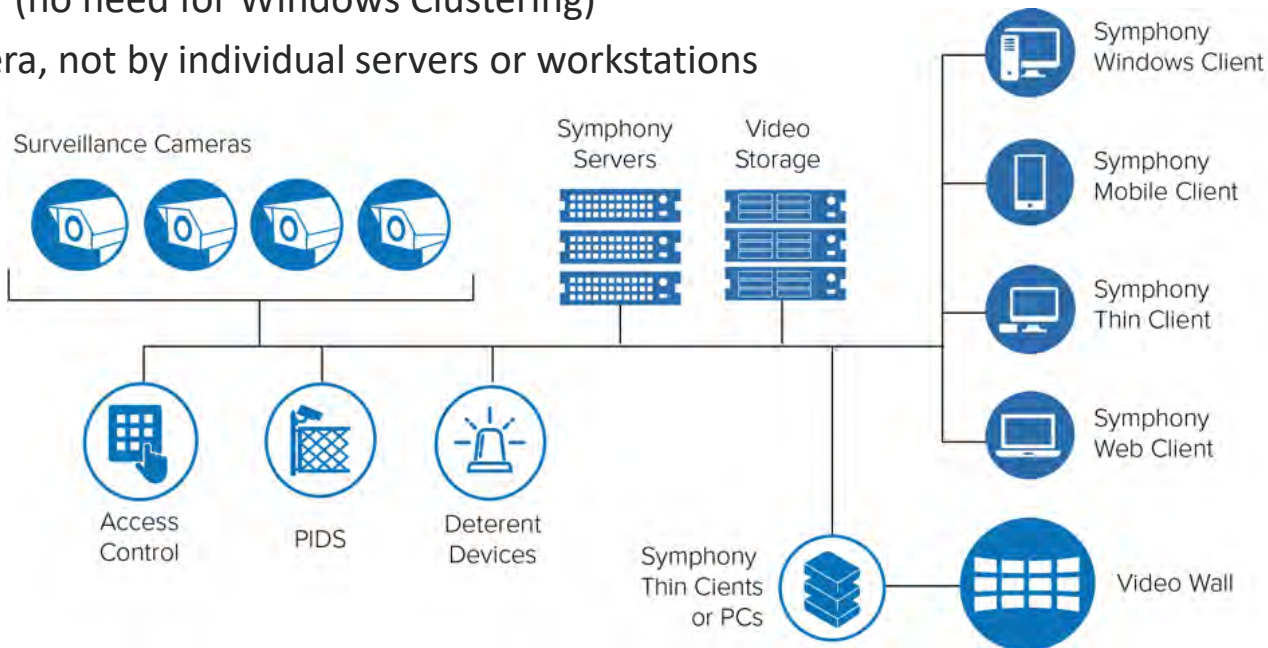 (no need for Windows Clustering)
era, not by individual servers or workstations
Surveillance Cameras
Symphony
Servers
Video
Storage
Symphony
Windows Client
Symphony
Mobile Client
Symphony
Thin Client
Symphony
Web Client
Access
Control
PIDS
Deterent
Devices
Symphony
Thin Cients
or PCs
Video Wall